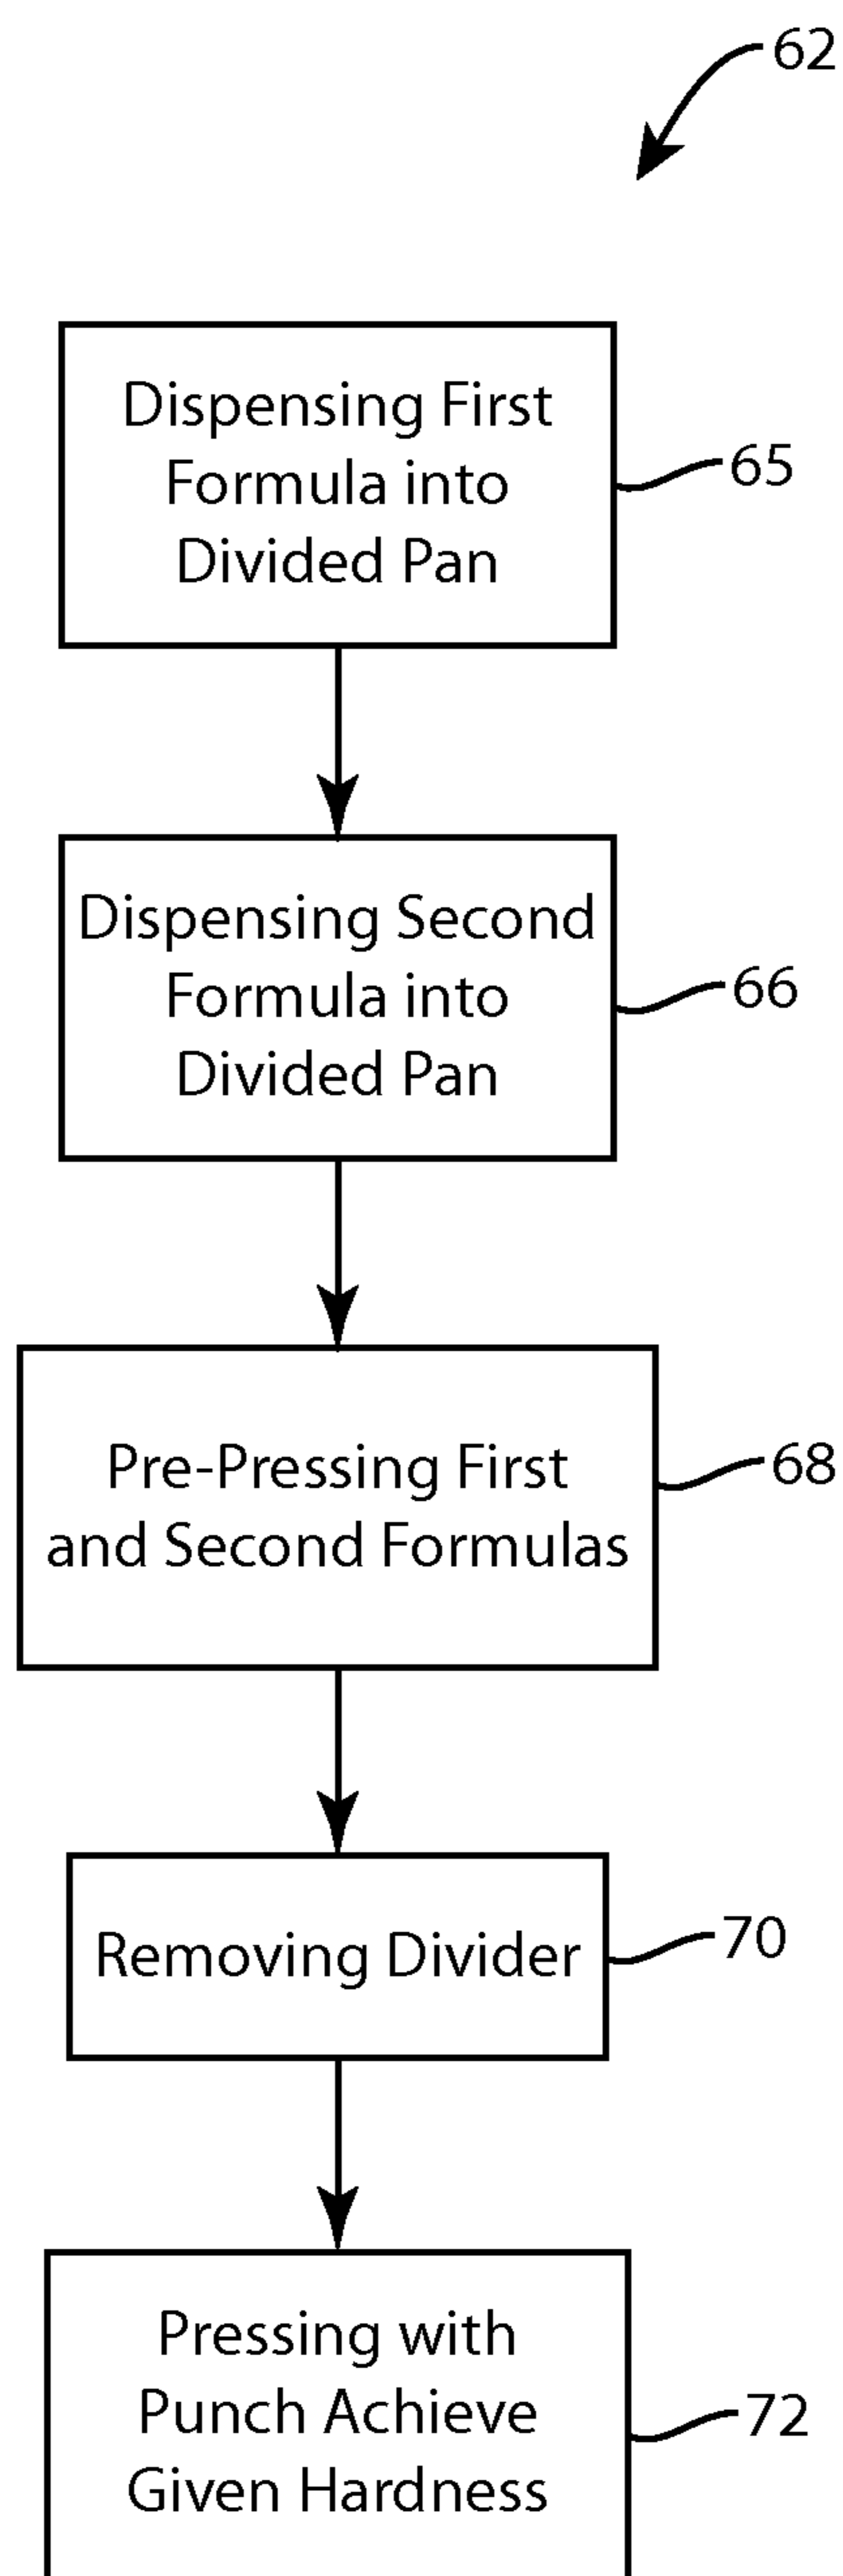 62
Dispensing First
Formula into
Divided Pan
65
Dispensing Second
Formula into
Divided Pan
66
Pre-Pressing First
and Second Formulas
68
Removing Divider
70
Pressing with
Punch Achieve
Given Hardness
72